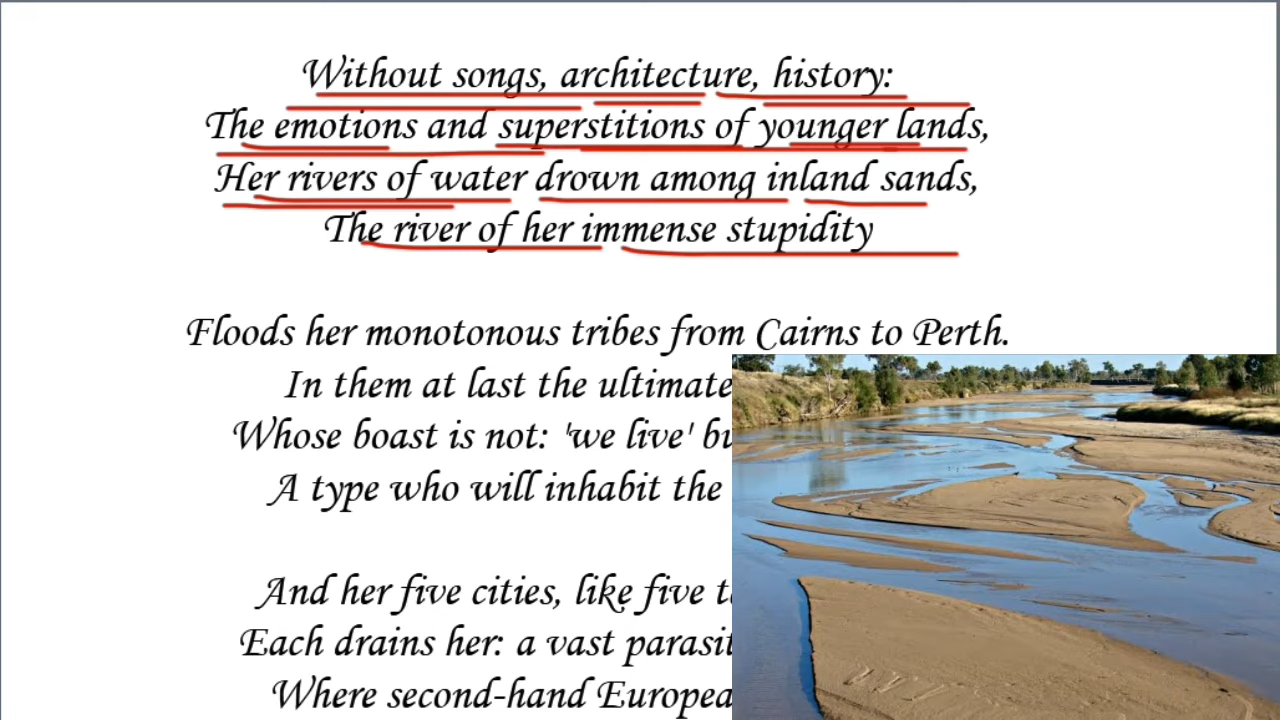 Without songs, architecture, history:
The emotions and superstitions of younger lands,
Her rivers of water drown among inland sands,
The river of her immense stupidity
Floods her monotonous tribes from Cairns to Perth.
In them at last the ultimate
Whose boast is not: 'we live' bu
A type who will inhabit the
And her five cities, like five t
Each drains her: a vast parasit
Where second-hand Europea